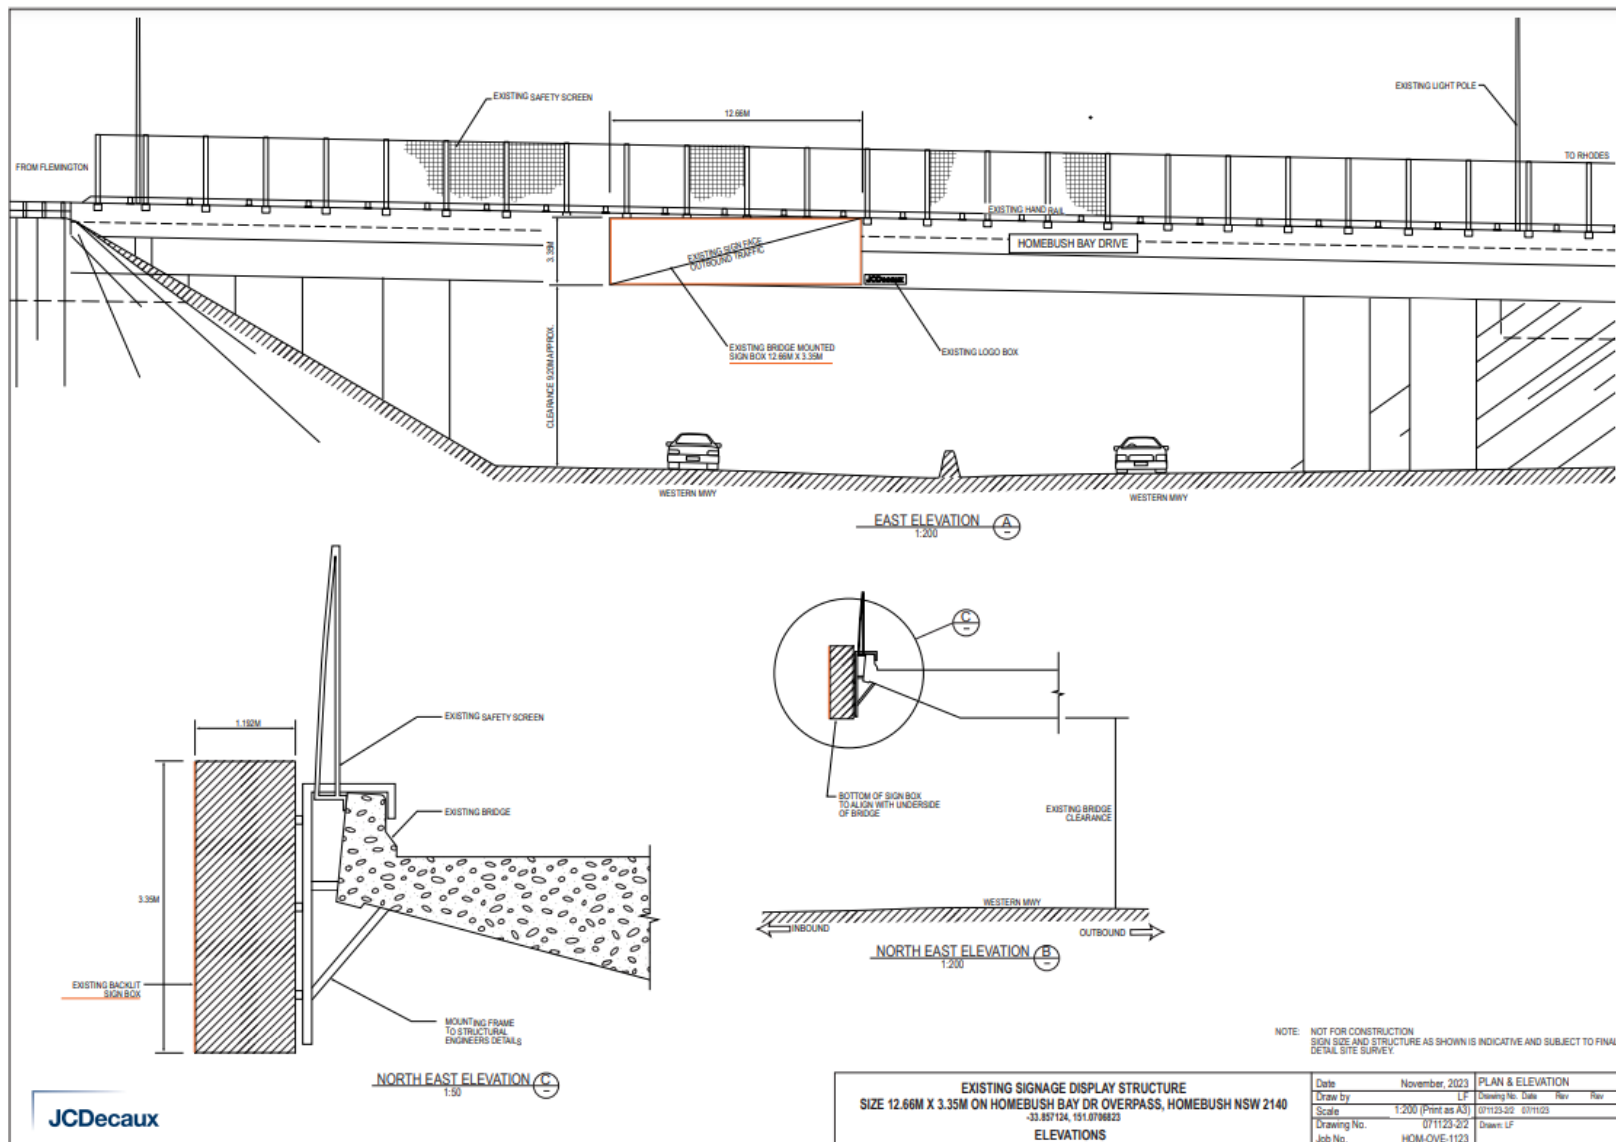 EXISTING SAFETY SCREEN
12.66M
EXISTING LIGHT POLE
FROM FLEMINGTON
TO RHODES
EXISTING HAND RAIL
HOMEBUSH BAY DRIVE
3.35M
EXISTING SIGN FACE
OUTBOUND TRAFFIC
JCDecaux
EXISTING BRIDGE MOUNTED
SIGN BOX 12.66M X 3.35M
EXISTING LOGO BOX
CLEARANCE 9.20M APPROX.
WESTERN MWY
WESTERN MWY
EAST ELEVATION
1:200
A
C
1.192M
EXISTING SAFETY SCREEN
EXISTING BRIDGE
3.35M
EXISTING BACKLIT
SIGN BOX
MOUNTING FRAME
TO STRUCTURAL
ENGINEERS DETAILS
NORTH EAST ELEVATION
1:50
C
BOTTOM OF SIGN BOX
TO ALIGN WITH UNDERSIDE
OF BRIDGE
EXISTING BRIDGE
CLEARANCE
WESTERN MWY
INBOUND
OUTBOUND
NORTH EAST ELEVATION
1:200
B
NOTE: NOT FOR CONSTRUCTION
SIGN SIZE AND STRUCTURE AS SHOWN IS INDICATIVE AND SUBJECT TO FINAL
DETAIL SITE SURVEY.
JCDecaux
EXISTING SIGNAGE DISPLAY STRUCTURE
SIZE 12.66M X 3.35M ON HOMEBUSH BAY DR OVERPASS, HOMEBUSH NSW 2140
-33.857124, 151.0706823
ELEVATIONS
Date November, 2023
Draw by LF
Scale 1:200 (Print as A3)
Drawing No. 071123-2/2
Job No. HOM-OVE-1123
PLAN & ELEVATION
Drawing No. Date Rev Rev
071123-2/2 07/11/23
Drawn: LF